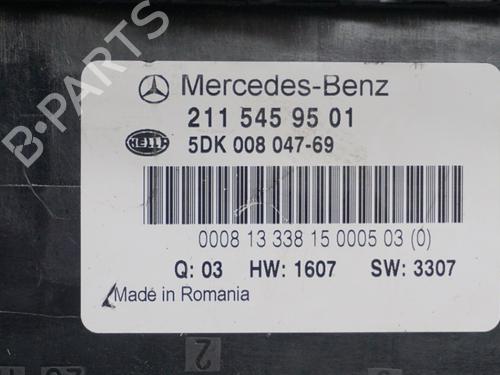 Mercedes-Benz
211 545 95 01
HELLA 5DK 008 047-69
0008 13 338 15 0005 03 (0)
Q: 03 HW: 1607 SW: 3307
Made in Romania
B-PARTS
2